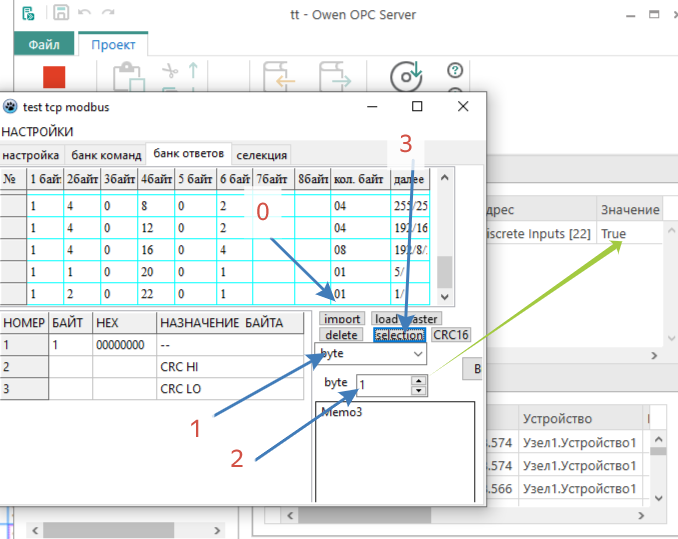 tt - Owen OPC Server
Файл
Проект
test tcp modbus
НАСТРОЙКИ
настройка
банк команд
банк ответов
селекция
3
№
1 бай
2байт
3байт
4байт
5 байт
6 бай
7байт
8байт
кол. байт
далее
0
1 4 0 8 0 2 04 255/25
1 4 0 12 0 2 04 192/16
1 4 0 16 0 4 08 192/8/
1 1 0 20 0 1 01 5/
1 2 0 22 0 1 01 1/
дрес
Значение
iscrete Inputs [22]
True
НОМЕР БАЙТ HEX НАЗНАЧЕНИЕ БАЙТА
1 1 00000000 --
2 CRC HI
3 CRC LO
import
delete
selection
CRC16
byte
byte 1
В
Memo3
1
2
Устройство
.574 Узел1.Устройство1
.574 Узел1.Устройство1
.566 Узел1.Устройство1